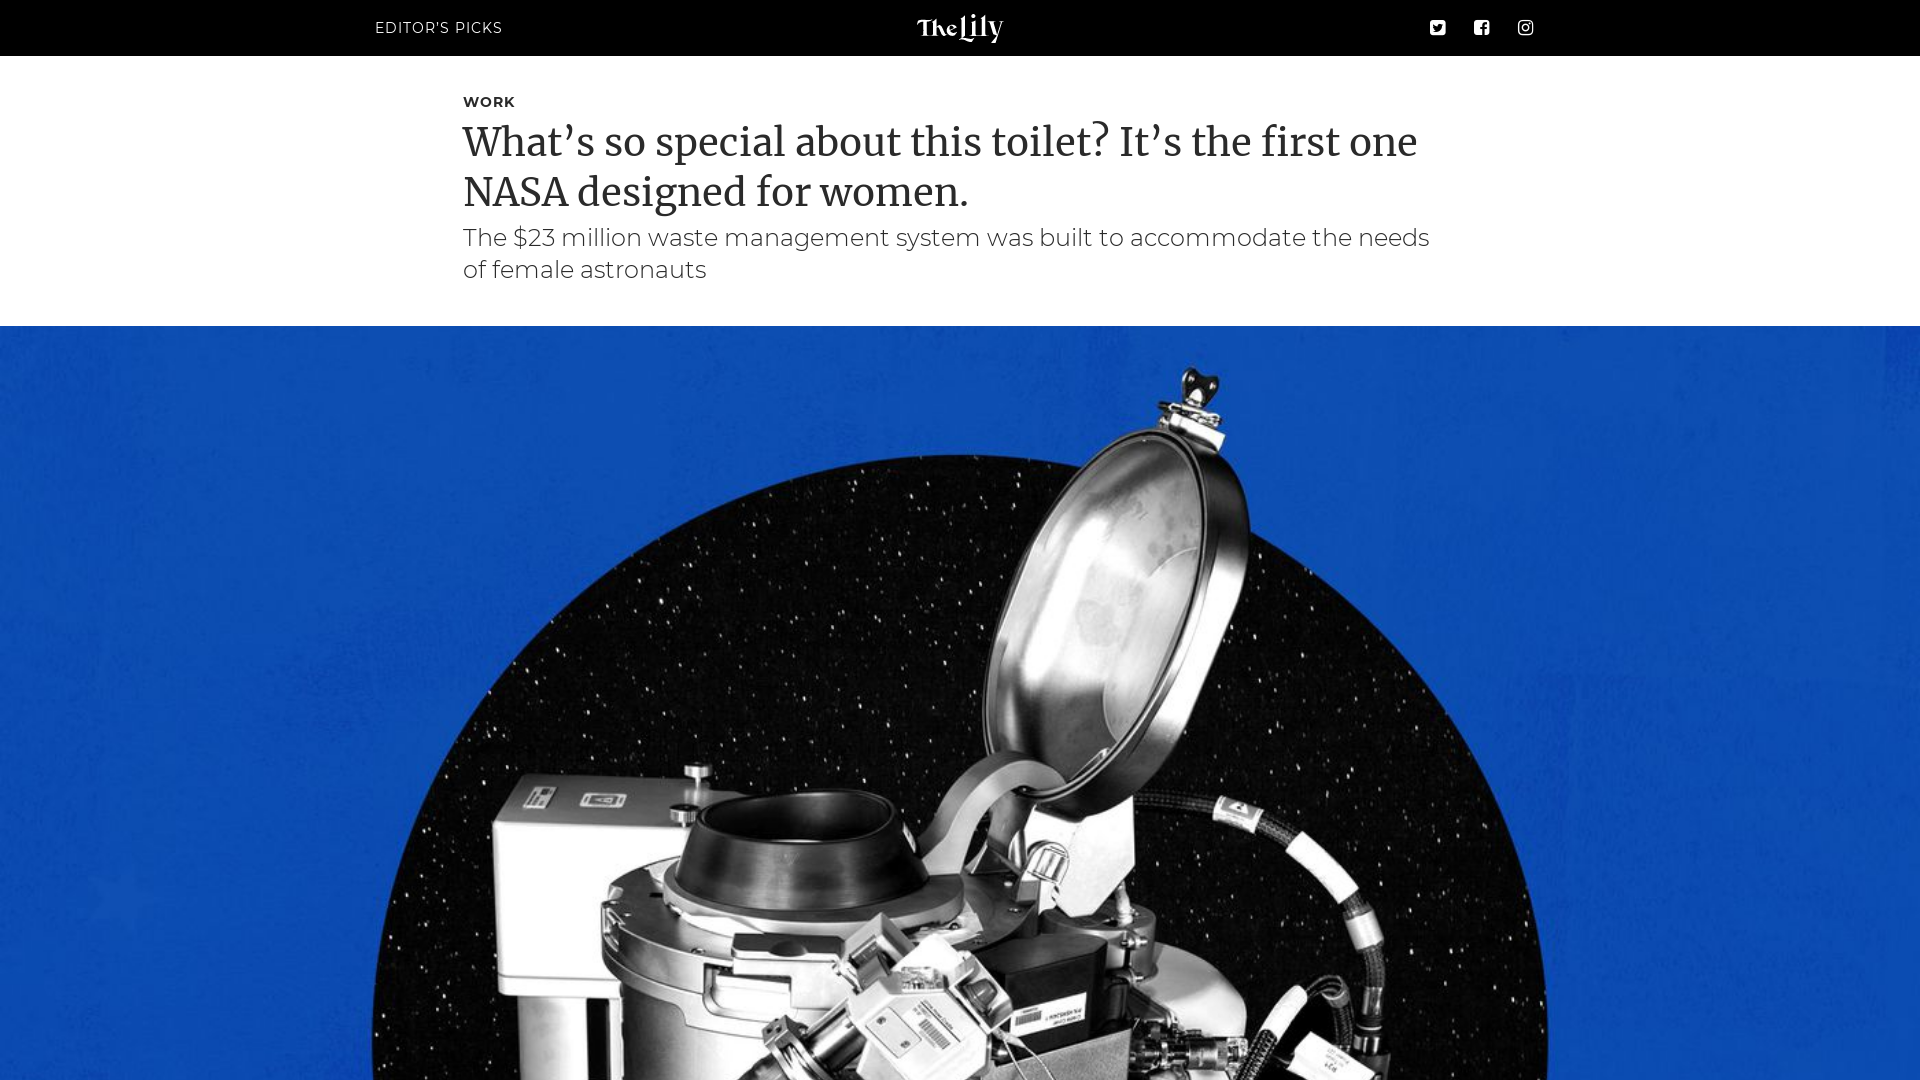 EDITOR'S PICKS
The Lily
WORK
What’s so special about this toilet? It’s the first one
NASA designed for women.
The $23 million waste management system was built to accommodate the needs
of female astronauts